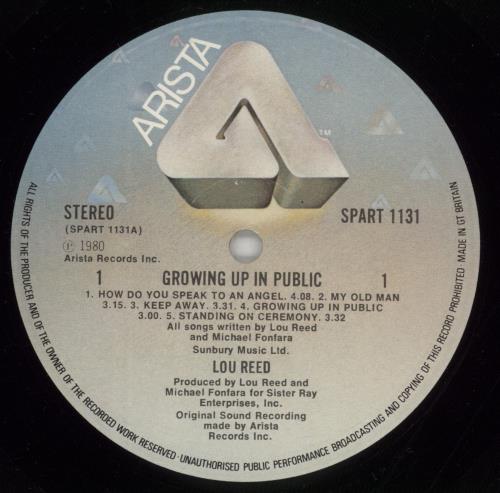 ARISTA
TM
STEREO
(SPART 1131A)
SPART 1131
℗ 1980
Arista Records Inc.
1 GROWING UP IN PUBLIC 1
1. HOW DO YOU SPEAK TO AN ANGEL. 4.08. 2. MY OLD MAN
3.15. 3. KEEP AWAY. 3.31. 4. GROWING UP IN PUBLIC
3.00. 5. STANDING ON CEREMONY. 3.32
All songs written by Lou Reed
and Michael Fonfara
Sunbury Music Ltd.
LOU REED
Produced by Lou Reed and
Michael Fonfara for Sister Ray
Enterprises, Inc.
Original Sound Recording
made by Arista
Records Inc.
ALL RIGHTS OF THE PRODUCER AND OF THE OWNER OF THE RECORDED WORK RESERVED · UNAUTHORISED PUBLIC PERFORMANCE BROADCASTING AND COPYING OF THIS RECORD PROHIBITED · MADE IN GT BRITAIN